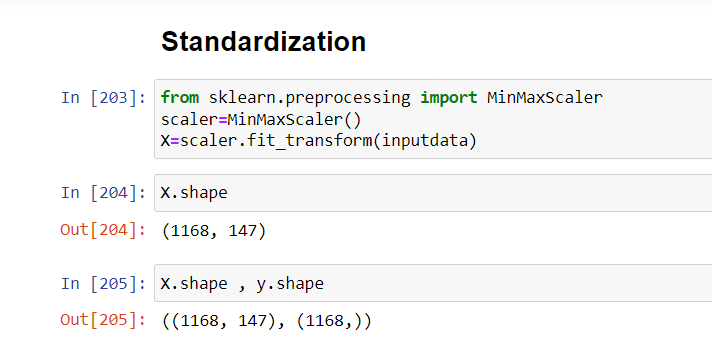 Standardization
In [203]: from sklearn.preprocessing import MinMaxScaler
scaler=MinMaxScaler()
X=scaler.fit_transform(inputdata)
In [204]: X.shape
Out[204]: (1168, 147)
In [205]: X.shape , y.shape
Out[205]: ((1168, 147), (1168,))